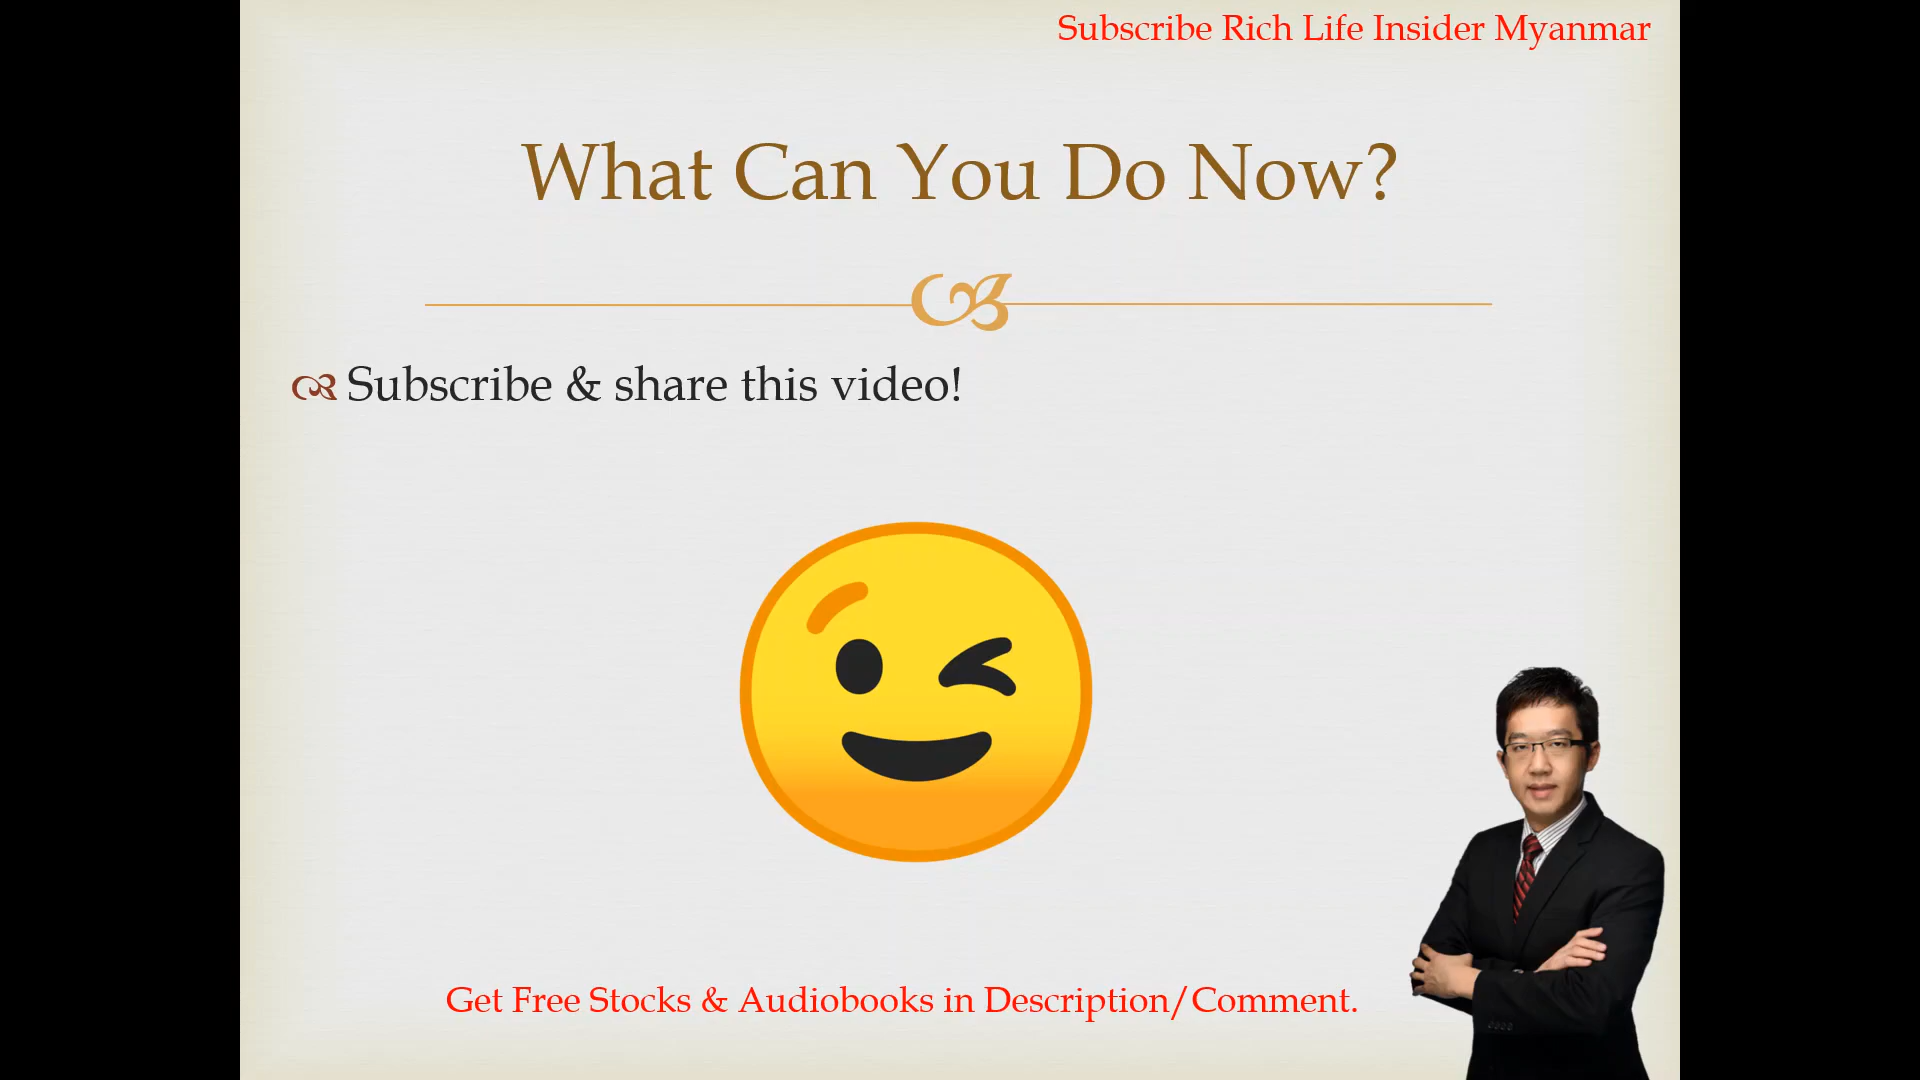 Subscribe Rich Life Insider Myanmar
What Can You Do Now?
Subscribe & share this video!
Get Free Stocks & Audiobooks in Description/Comment.